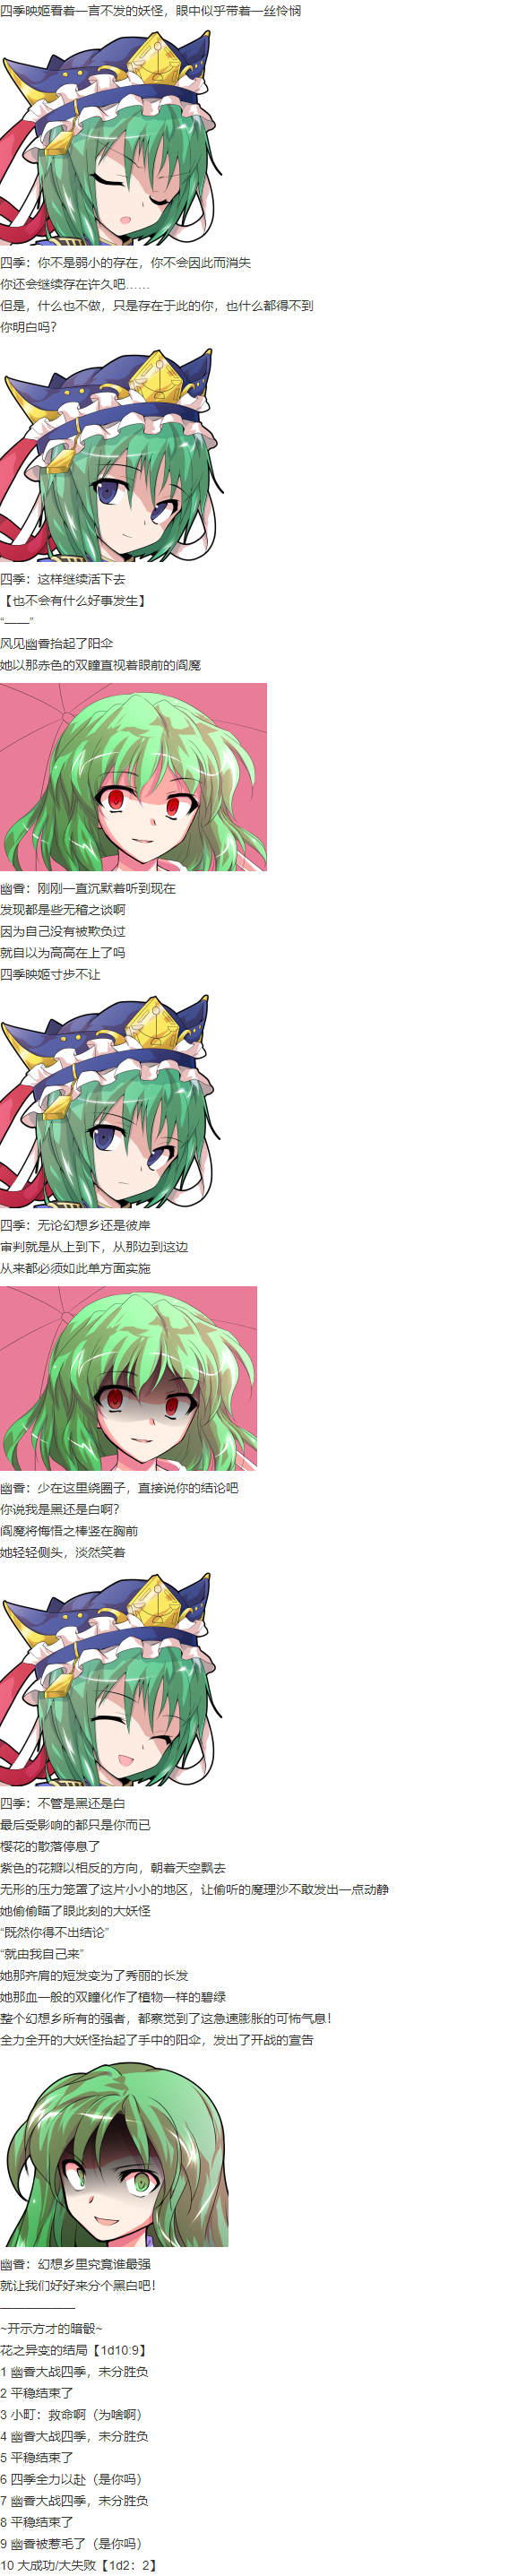 四季映姬看着一言不发的妖怪，眼中似乎带着一丝怜悯
四季：你不是弱小的存在，你不会因此而消失
你还会继续存在许久吧……
但是，什么也不做，只是存在于此的你，也什么都得不到
你明白吗？
四季：这样继续活下去
【也不会有什么好事发生】
“——”
风见幽香抬起了阳伞
她以那赤色的双瞳直视着眼前的阎魔
幽香：刚刚一直沉默着听到现在
发现都是些无稽之谈啊
因为自己没有被欺负过
就自以为高高在上了吗
四季映姬寸步不让
四季：无论幻想乡还是彼岸
审判就是从上到下，从那边到这边
从来都必须如此单方面实施
幽香：少在这里绕圈子，直接说你的结论吧
你说我是黑还是白啊？
阎魔将悔悟之棒竖在胸前
她轻轻侧头，淡然笑着
四季：不管是黑还是白
最后受影响的都只是你而已
樱花的散落停息了
紫色的花瓣以相反的方向，朝着天空飘去
无形的压力笼罩了这片小小的地区，让偷听的魔理沙不敢发出一点动静
她偷偷瞄了眼此刻的大妖怪
“既然你得不出结论”
“就由我自己来”
她那齐肩的短发变为了秀丽的长发
她那血一般的双瞳化作了植物一样的碧绿
整个幻想乡所有的强者，都察觉到了这急速膨胀的可怖气息！
全力全开的大妖怪抬起了手中的阳伞，发出了开战的宣告
幽香：幻想乡里究竟谁最强
就让我们好好来分个黑白吧！
——————
~开示方才的暗骰~
花之异变的结局【1d10:9】
1 幽香大战四季，未分胜负
2 平稳结束了
3 小町：救命啊（为啥啊）
4 幽香大战四季，未分胜负
5 平稳结束了
6 四季全力以赴（是你吗）
7 幽香大战四季，未分胜负
8 平稳结束了
9 幽香被惹毛了（是你吗）
10 大成功/大失败【1d2：2】